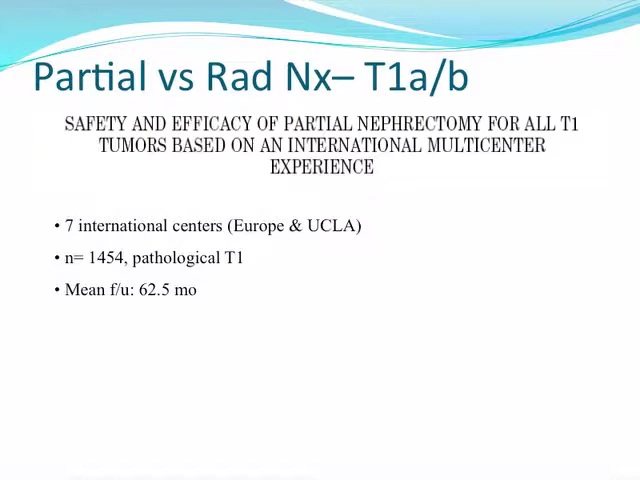 Partial vs Rad Nx– T1a/b
SAFETY AND EFFICACY OF PARTIAL NEPHRECTOMY FOR ALL T1
TUMORS BASED ON AN INTERNATIONAL MULTICENTER
EXPERIENCE
• 7 international centers (Europe & UCLA)
• n= 1454, pathological T1
• Mean f/u: 62.5 mo